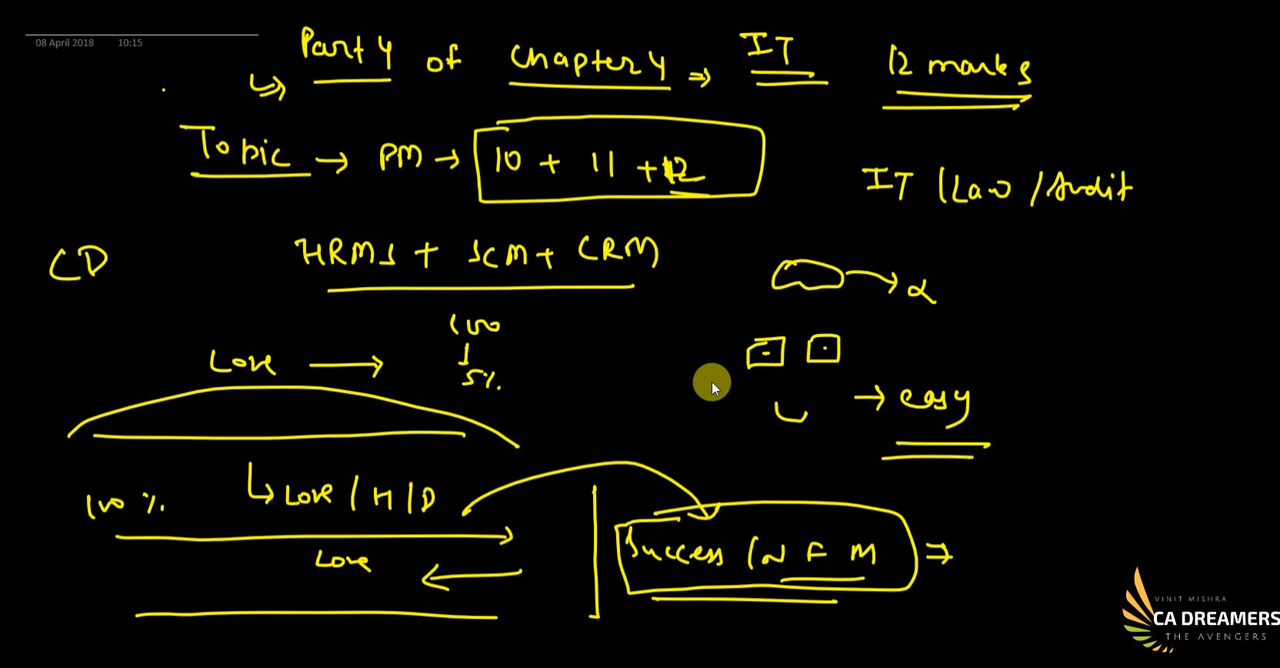 08 April 2018 10:15
Part 4 of Chapter 4 ⇒ IT 12 marks
Topic → PM → 10 + 11 + 12
IT / Law / Audit
CD HRMS + SCM + CRM
α
100
5%
Love →
→ easy
100 %. Love / H / D
Love
Success in F M ⇒
VINIT MISHRA
CA DREAMERS
THE AVENGERS